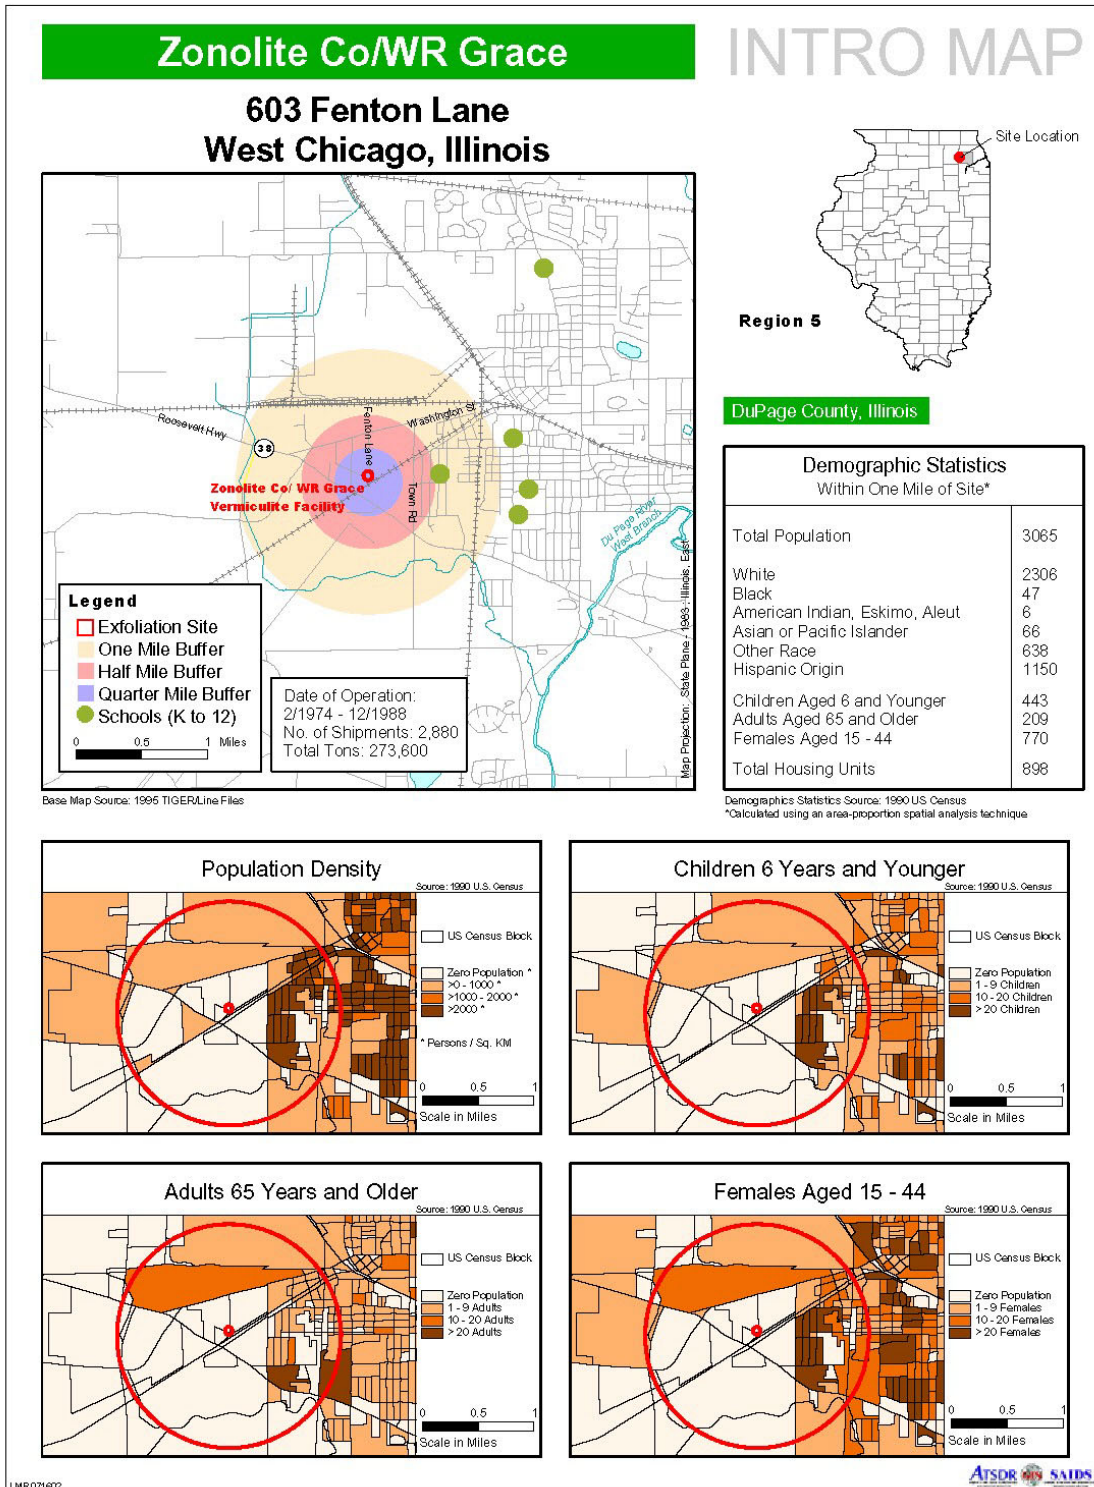 Zonolite Co/WR Grace
INTRO MAP
603 Fenton Lane
West Chicago, Illinois
Site Location
Region 5
DuPage County, Illinois
Roosevelt Hwy
38
Fenton Lane
Washington St
Town Rd
Zonolite Co/ WR Grace
Vermiculite Facility
Du Page River
West Branch
Map Projection: State Plane - 1983: Illinois, East
Legend
Exfoliation Site
One Mile Buffer
Half Mile Buffer
Quarter Mile Buffer
Schools (K to 12)
0 0.5 1 Miles
Date of Operation:
2/1974 - 12/1988
No. of Shipments: 2,880
Total Tons: 273,600
Base Map Source: 1995 TIGER/Line Files
Demographic Statistics
Within One Mile of Site*
Total Population 3065
White 2306
Black 47
American Indian, Eskimo, Aleut 6
Asian or Pacific Islander 66
Other Race 638
Hispanic Origin 1150
Children Aged 6 and Younger 443
Adults Aged 65 and Older 209
Females Aged 15 - 44 770
Total Housing Units 898
Demographics Statistics Source: 1990 US Census
*Calculated using an area-proportion spatial analysis technique
Population Density
Source: 1990 U.S. Census
US Census Block
Zero Population *
>0 - 1000 *
>1000 - 2000 *
>2000 *
* Persons / Sq. KM
0 0.5 1
Scale in Miles
Children 6 Years and Younger
Source: 1990 U.S. Census
US Census Block
Zero Population
1 - 9 Children
10 - 20 Children
> 20 Children
0 0.5 1
Scale in Miles
Adults 65 Years and Older
Source: 1990 U.S. Census
US Census Block
Zero Population
1 - 9 Adults
10 - 20 Adults
> 20 Adults
0 0.5 1
Scale in Miles
Females Aged 15 - 44
Source: 1990 U.S. Census
US Census Block
Zero Population
1 - 9 Females
10 - 20 Females
> 20 Females
0 0.5 1
Scale in Miles
ATSDR GIS SAIDS